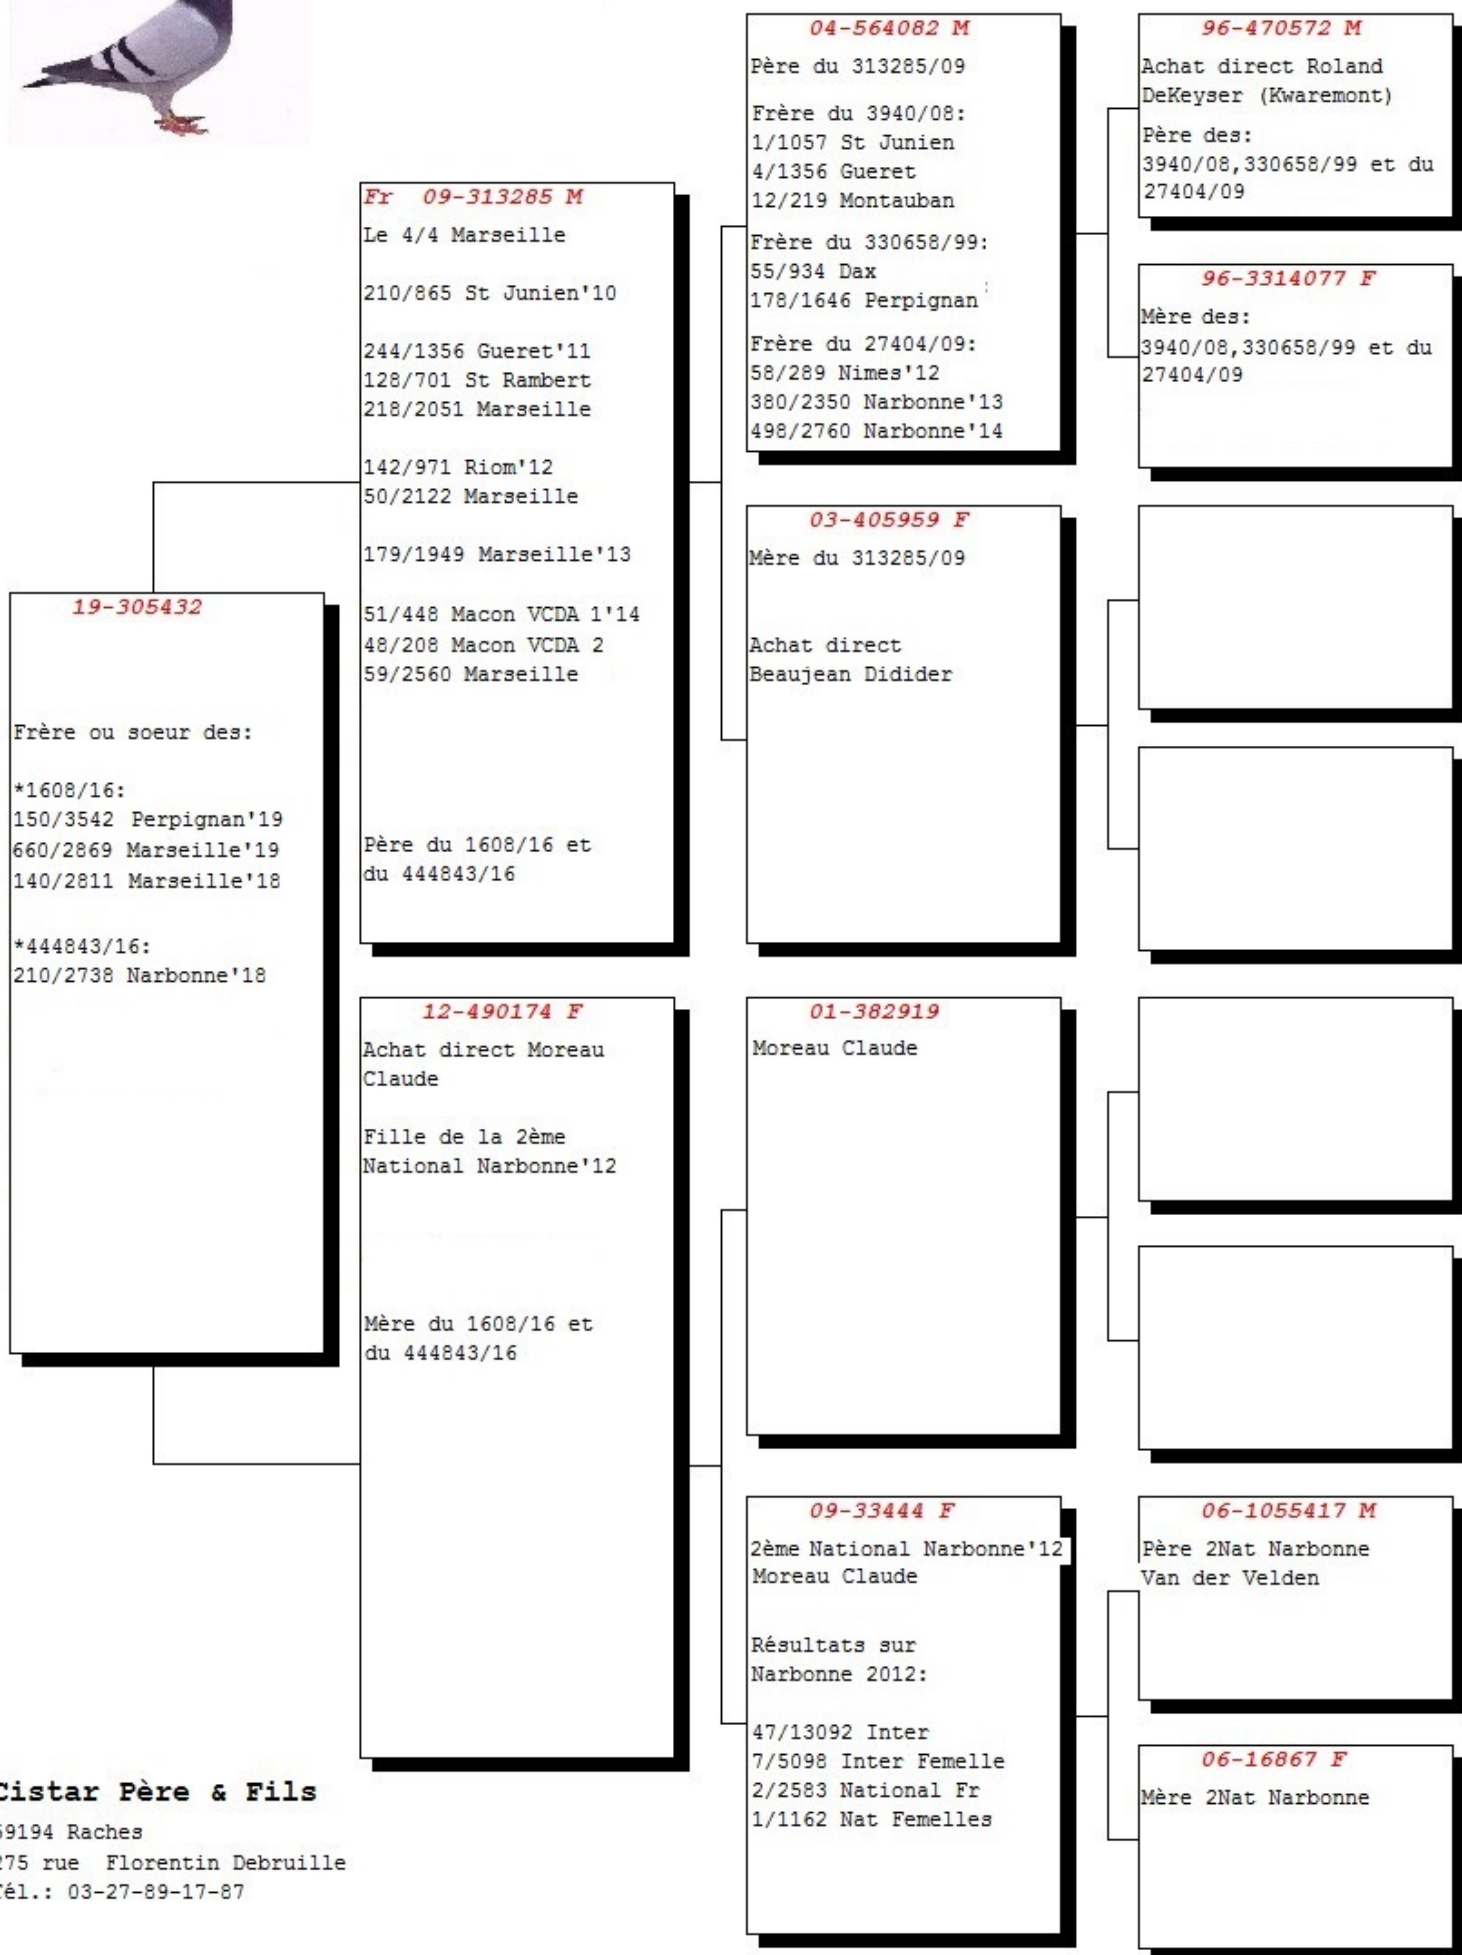 19-305432
Frère ou soeur des:
*1608/16:
150/3542 Perpignan'19
660/2869 Marseille'19
140/2811 Marseille'18
*444843/16:
210/2738 Narbonne'18
Fr 09-313285 M
Le 4/4 Marseille
210/865 St Junien'10
244/1356 Gueret'11
128/701 St Rambert
218/2051 Marseille
142/971 Riom'12
50/2122 Marseille
179/1949 Marseille'13
51/448 Macon VCDA 1'14
48/208 Macon VCDA 2
59/2560 Marseille
Père du 1608/16 et
du 444843/16
12-490174 F
Achat direct Moreau
Claude
Fille de la 2ème
National Narbonne'12
Mère du 1608/16 et
du 444843/16
04-564082 M
Père du 313285/09
Frère du 3940/08:
1/1057 St Junien
4/1356 Gueret
12/219 Montauban
Frère du 330658/99:
55/934 Dax
178/1646 Perpignan
Frère du 27404/09:
58/289 Nimes'12
380/2350 Narbonne'13
498/2760 Narbonne'14
03-405959 F
Mère du 313285/09
Achat direct
Beaujean Didider
01-382919
Moreau Claude
09-33444 F
2ème National Narbonne'12
Moreau Claude
Résultats sur
Narbonne 2012:
47/13092 Inter
7/5098 Inter Femelle
2/2583 National Fr
1/1162 Nat Femelles
96-470572 M
Achat direct Roland
DeKeyser (Kwaremont)
Père des:
3940/08,330658/99 et du
27404/09
96-3314077 F
Mère des:
3940/08,330658/99 et du
27404/09
06-1055417 M
Père 2Nat Narbonne
Van der Velden
06-16867 F
Mère 2Nat Narbonne
Cistar Père & Fils
59194 Raches
275 rue Florentin Debruille
Tél.: 03-27-89-17-87